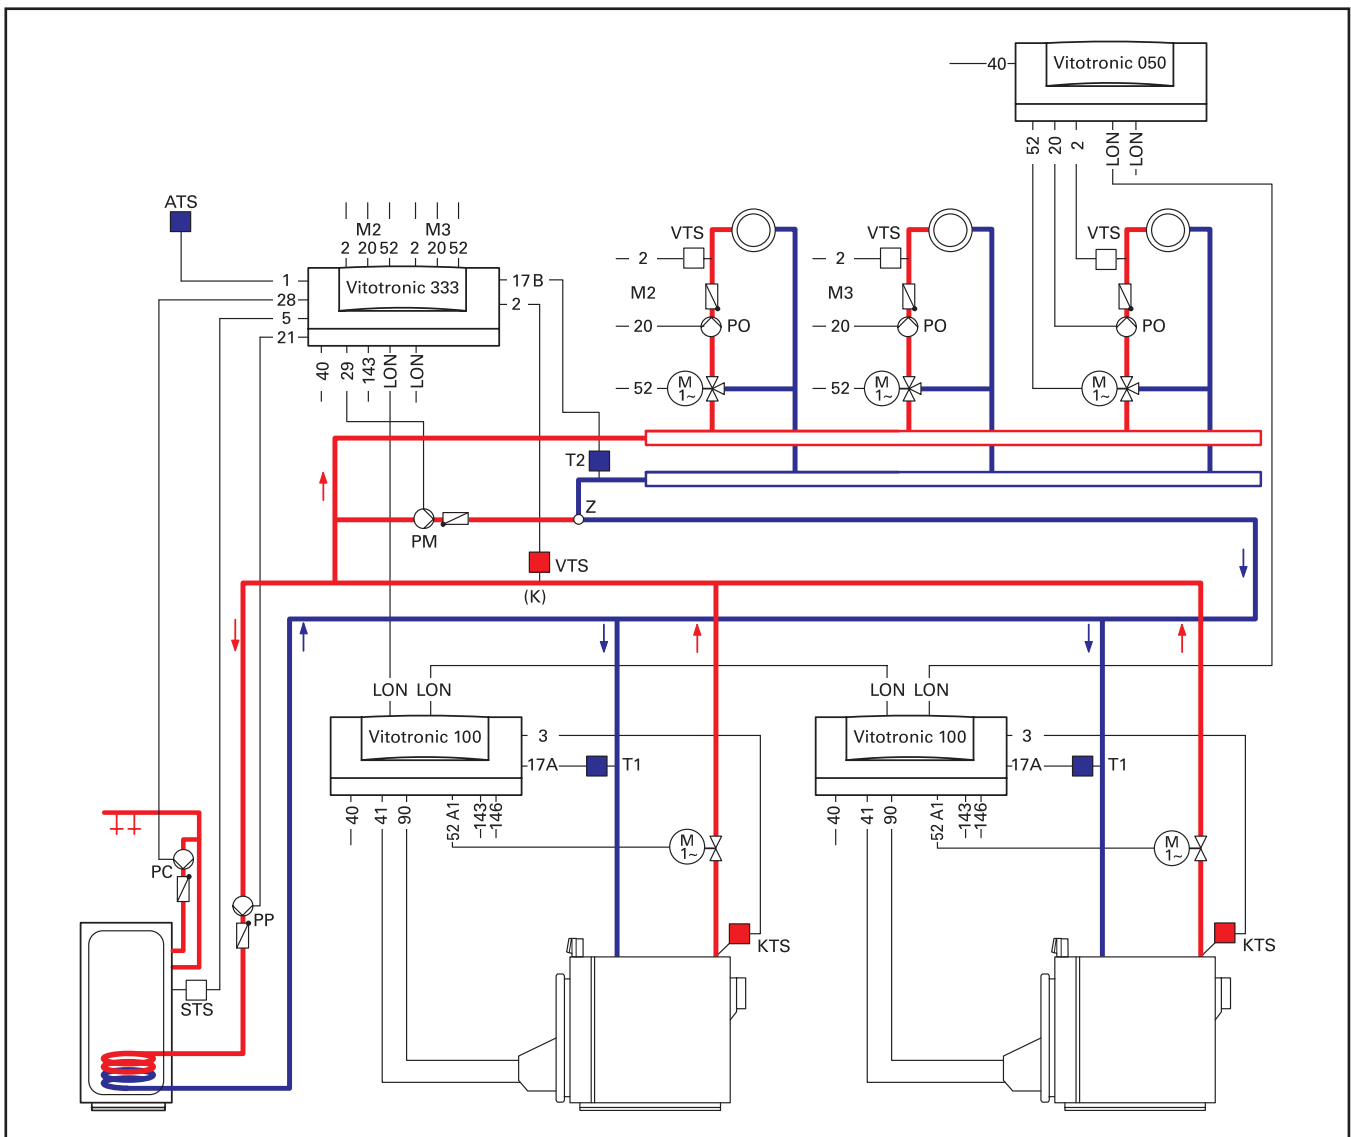 40
Vitotronic 050
52
20
2
LON
LON
ATS
M2
M3
2
20
52
2
20
52
1
28
5
21
Vitotronic 333
17B
2
40
29
143
LON
LON
VTS
2
M2
20
PO
52
M
1~
VTS
2
M3
20
PO
52
M
1~
VTS
PO
M
1~
T2
Z
PM
VTS
(K)
LON
LON
Vitotronic 100
3
17A
T1
40
41
90
52 A1
143
146
M
1~
KTS
LON
LON
Vitotronic 100
3
17A
T1
40
41
90
52 A1
143
146
M
1~
KTS
PC
PP
STS